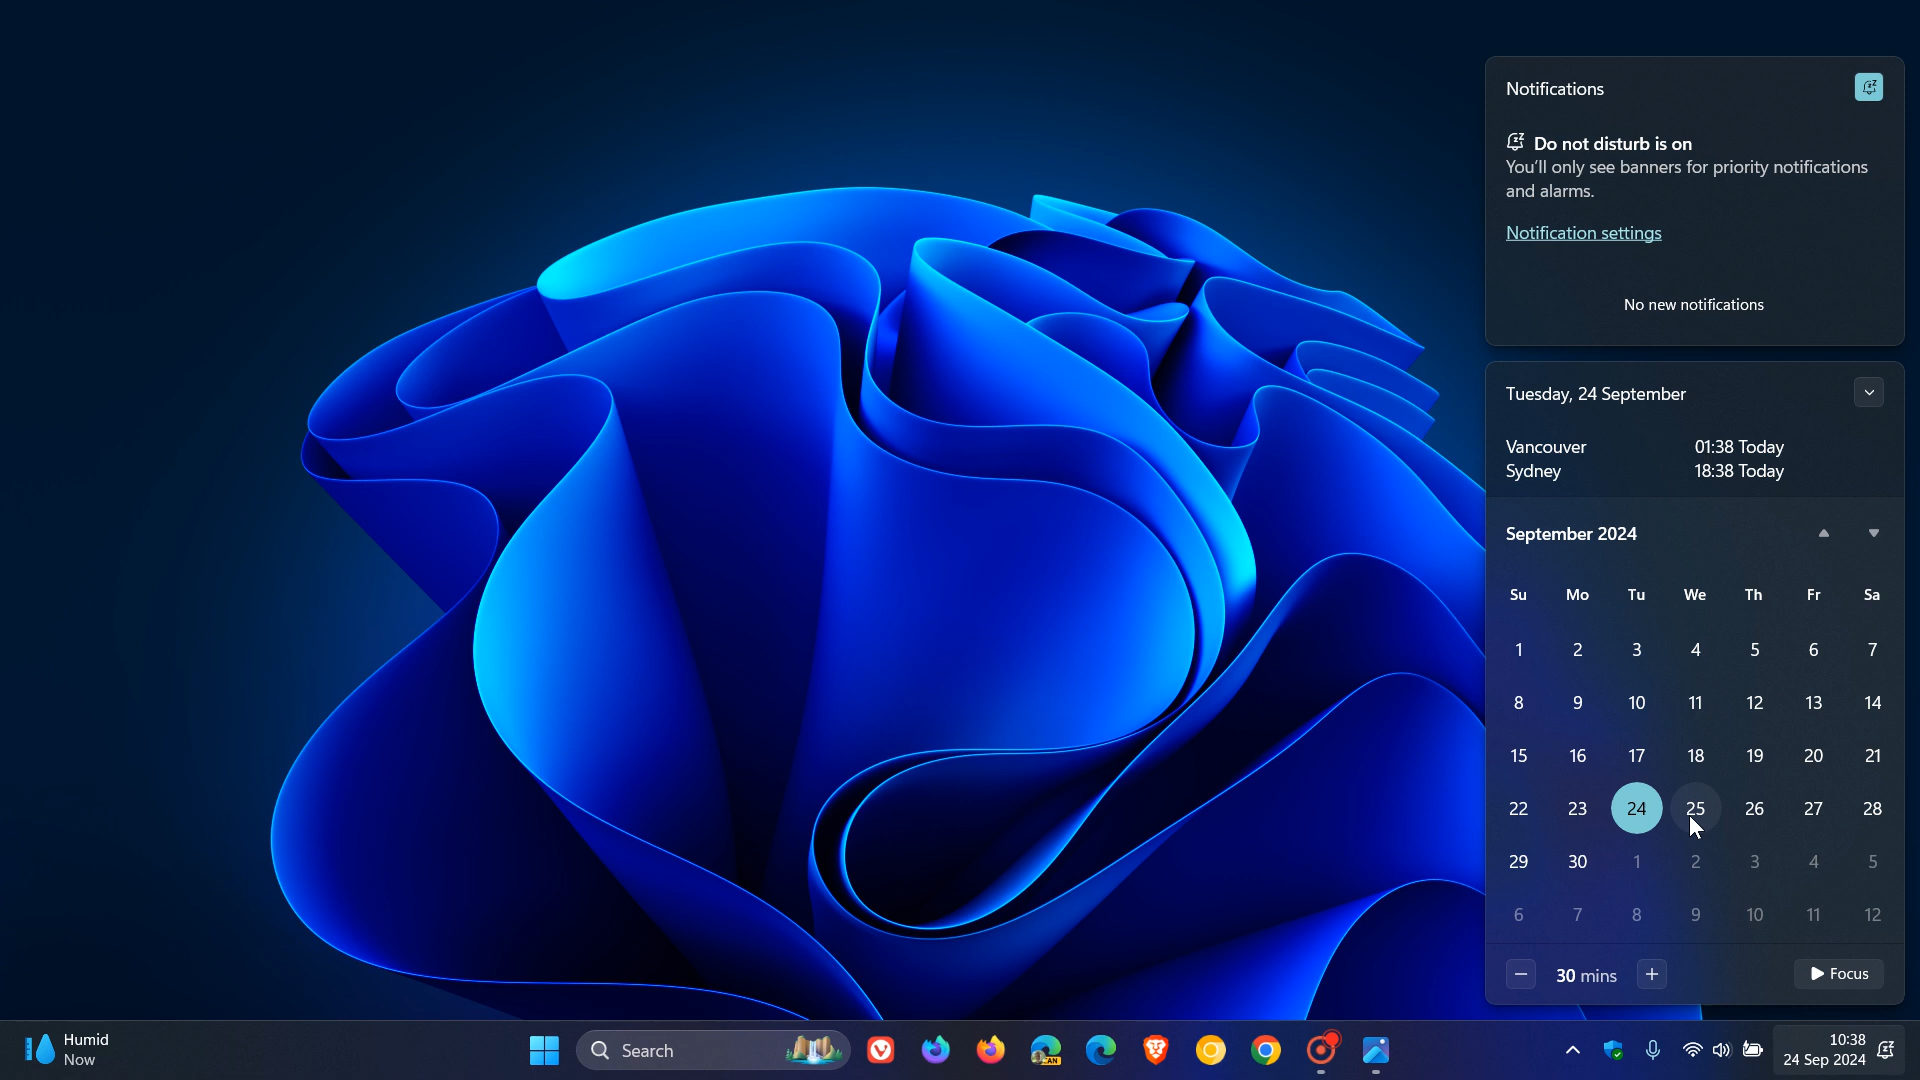 Notifications
Do not disturb is on
You'll only see banners for priority notifications
and alarms.
Notification settings
No new notifications
Tuesday, 24 September
Vancouver 01:38 Today
Sydney 18:38 Today
September 2024
Su Mo Tu We Th Fr Sa
1 2 3 4 5 6 7
8 9 10 11 12 13 14
15 16 17 18 19 20 21
22 23 24 25 26 27 28
29 30 1 2 3 4 5
6 7 8 9 10 11 12
30 mins
Focus
Humid
Now
Search
CAN
10:38
24 Sep 2024